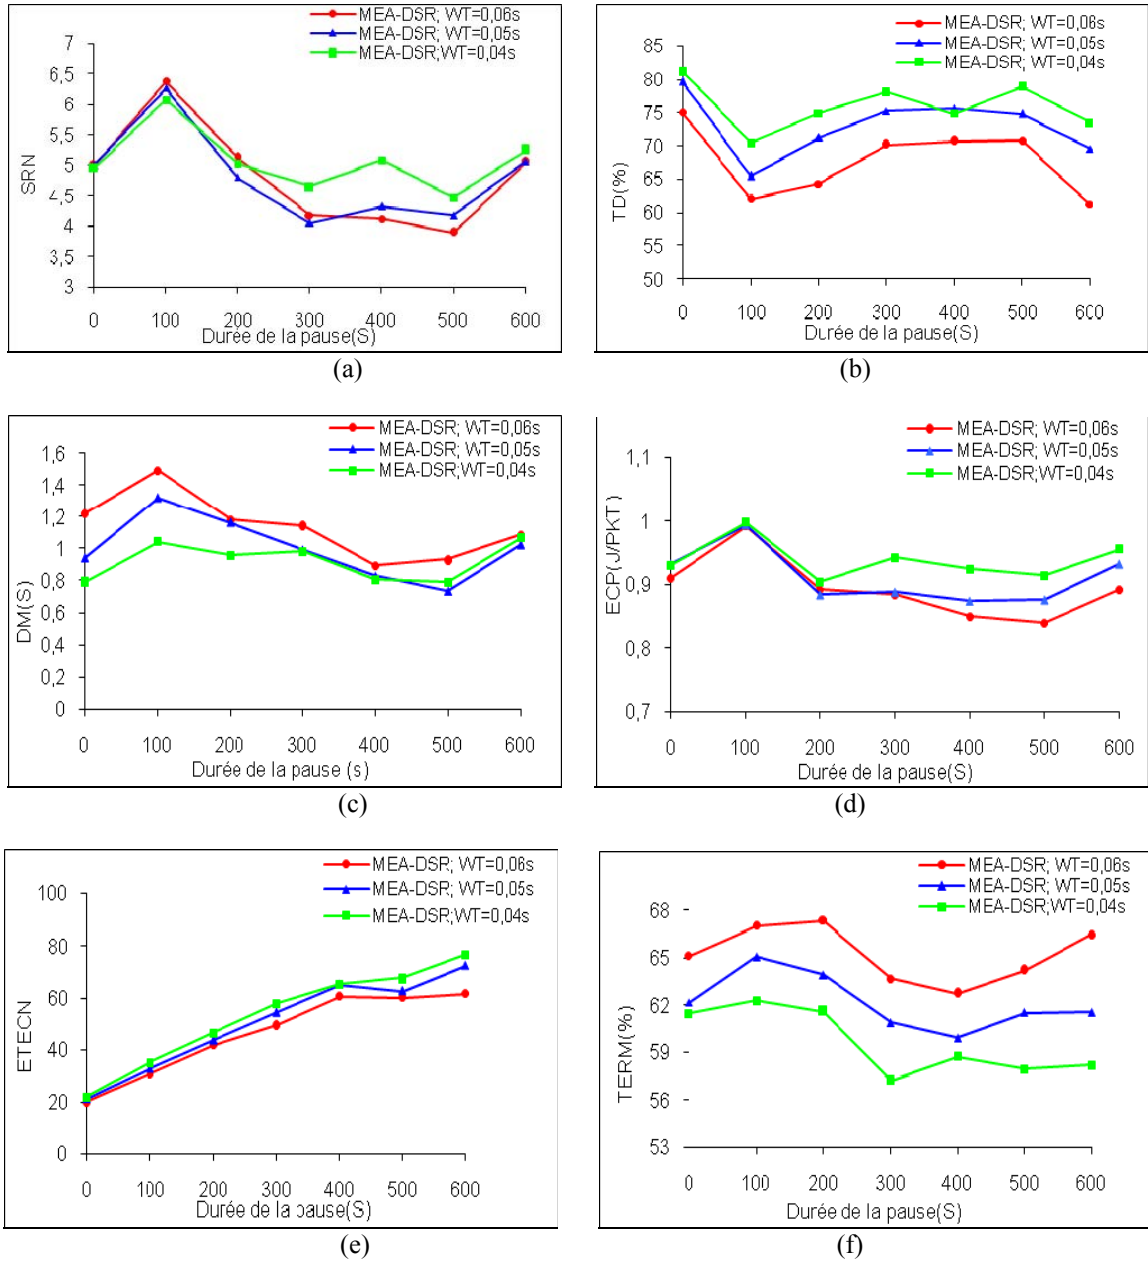 MEA-DSR; WT=0,06s
MEA-DSR; WT=0,05s
MEA-DSR;WT=0,04s
7
6,5
6
5,5
5
4,5
4
3,5
3
SRN
0 100 200 300 400 500 600
Durée de la pause(S)
(a)
MEA-DSR; WT=0,06s
MEA-DSR; WT=0,05s
MEA-DSR; WT=0,04s
85
80
75
70
65
60
55
50
TD(%)
0 100 200 300 400 500 600
Durée de la pause(S)
(b)
MEA-DSR; WT=0,06s
MEA-DSR; WT=0,05s
MEA-DSR;WT=0,04s
1,6
1,4
1,2
1
0,8
0,6
0,4
0,2
0
DM(S)
0 100 200 300 400 500 600
Durée de la pause (s)
(c)
MEA-DSR; WT=0,06s
MEA-DSR; WT=0,05s
MEA-DSR;WT=0,04s
1,1
1
0,9
0,8
0,7
ECP(J/PKT)
0 100 200 300 400 500 600
Durée de la pause(S)
(d)
MEA-DSR; WT=0,06s
MEA-DSR; WT=0,05s
MEA-DSR;WT=0,04s
100
80
60
40
20
0
ETECN
0 100 200 300 400 500 600
Durée de la pause(S)
(e)
MEA-DSR; WT=0,06s
MEA-DSR; WT=0,05s
MEA-DSR;WT=0,04s
68
65
62
59
56
53
TERM(%)
0 100 200 300 400 500 600
Durée de la pause(S)
(f)